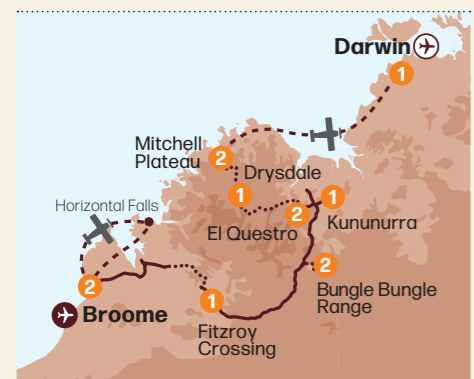 Darwin
1
Mitchell
Plateau
2
Drysdale
1
Horizontal Falls
2
1
El Questro
Kununurra
2
Bungle Bungle
Range
2
Broome
1
Fitzroy
Crossing